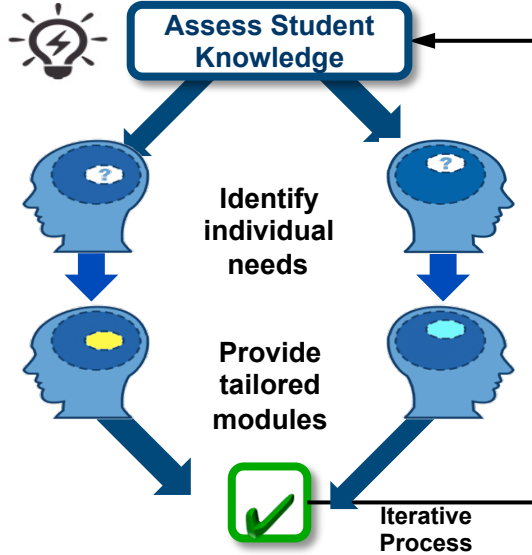 Assess Student
Knowledge
?
?
Identify
individual
needs
Provide
tailored
modules
Iterative
Process